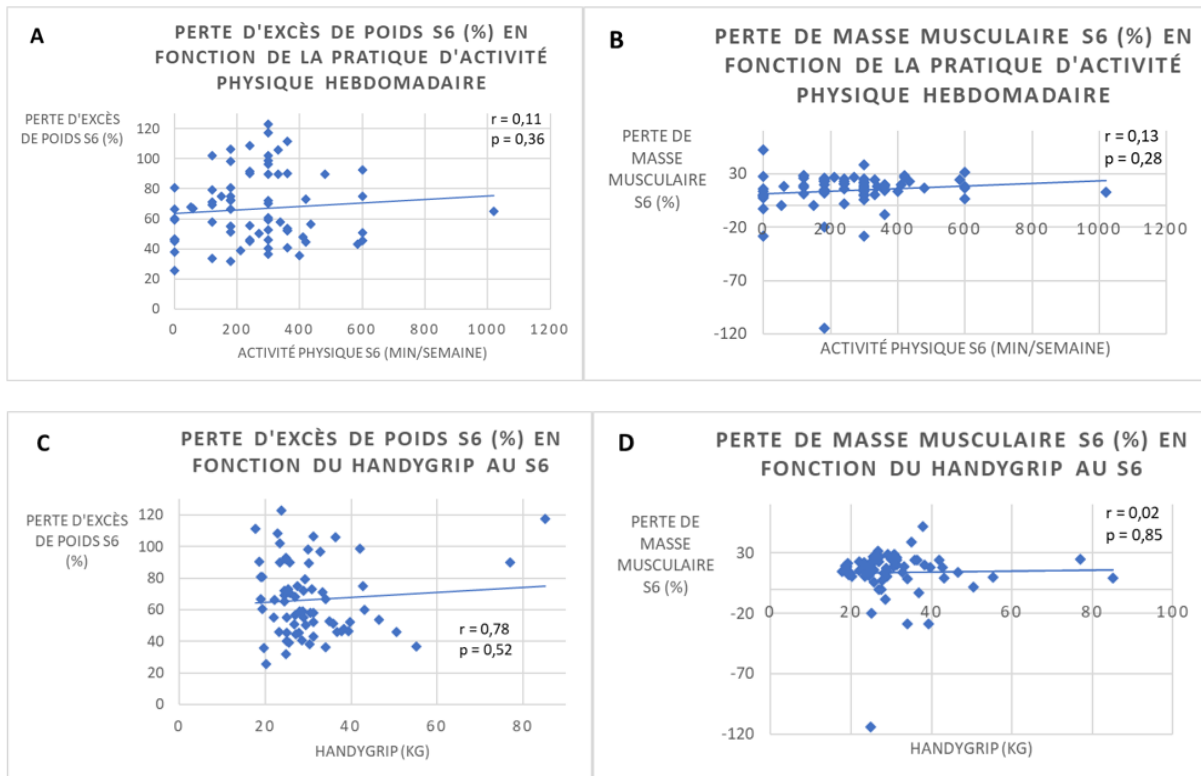 A
PERTE D'EXCÈS DE POIDS S6 (%) EN
FONCTION DE LA PRATIQUE D'ACTIVITÉ
PHYSIQUE HEBDOMADAIRE
PERTE D'EXCÈS
DE POIDS S6 (%)
r = 0,11
p = 0,36
120
100
80
60
40
20
0
0 200 400 600 800 1000 1200
ACTIVITÉ PHYSIQUE S6 (MIN/SEMAINE)
B
PERTE DE MASSE MUSCULAIRE S6 (%) EN
FONCTION DE LA PRATIQUE D'ACTIVITÉ
PHYSIQUE HEBDOMADAIRE
PERTE DE
MASSE
MUSCULAIRE
S6 (%)
r = 0,13
p = 0,28
30
-20
0 200 400 600 800 1000 1200
-70
-120
ACTIVITÉ PHYSIQUE S6 (MIN/SEMAINE)
C
PERTE D'EXCÈS DE POIDS S6 (%) EN
FONCTION DU HANDYGRIP AU S6
PERTE D'EXCÈS
DE POIDS S6
(%)
120
100
80
60
40
20
0
r = 0,78
p = 0,52
0 20 40 60 80
HANDYGRIP (KG)
D
PERTE DE MASSE MUSCULAIRE S6 (%) EN
FONCTION DU HANDYGRIP AU S6
PERTE DE
MASSE
MUSCULAIRE
S6 (%)
r = 0,02
p = 0,85
30
-20
0 20 40 60 80 100
-70
-120
HANDYGRIP (KG)